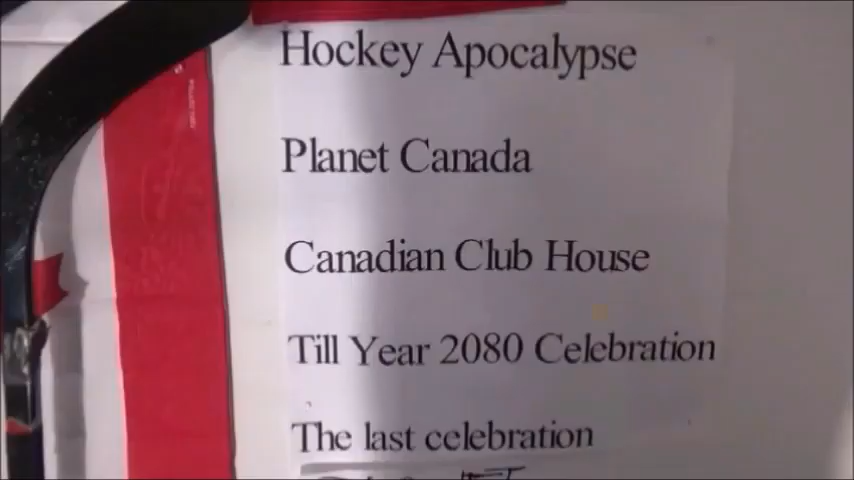 Hockey Apocalypse
Planet Canada
Canadian Club House
Till Year 2080 Celebration
The last celebration